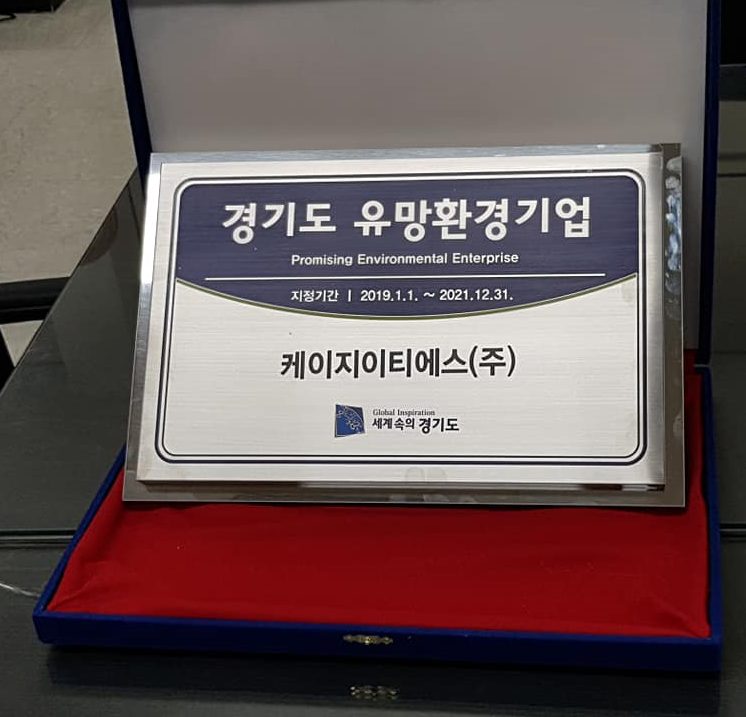 경기도 유망환경기업
Promising Environmental Enterprise
지정기간 | 2019.1.1. ~ 2021.12.31.
케이지이티에스(주)
Global Inspiration
세계 속의 경기도